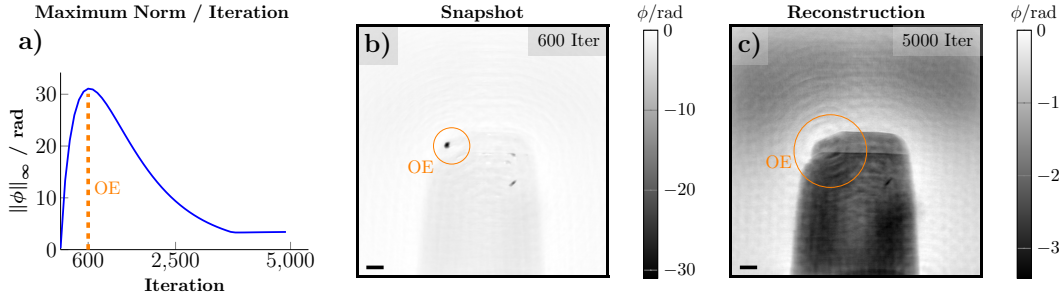 Maximum Norm / Iteration
a)
‖ϕ‖∞ / rad
30
20
10
0
OE
600
2,500
5,000
Iteration
Snapshot
b)
600 Iter
OE
ϕ/rad
0
−10
−20
−30
Reconstruction
c)
5000 Iter
OE
ϕ/rad
0
−1
−2
−3